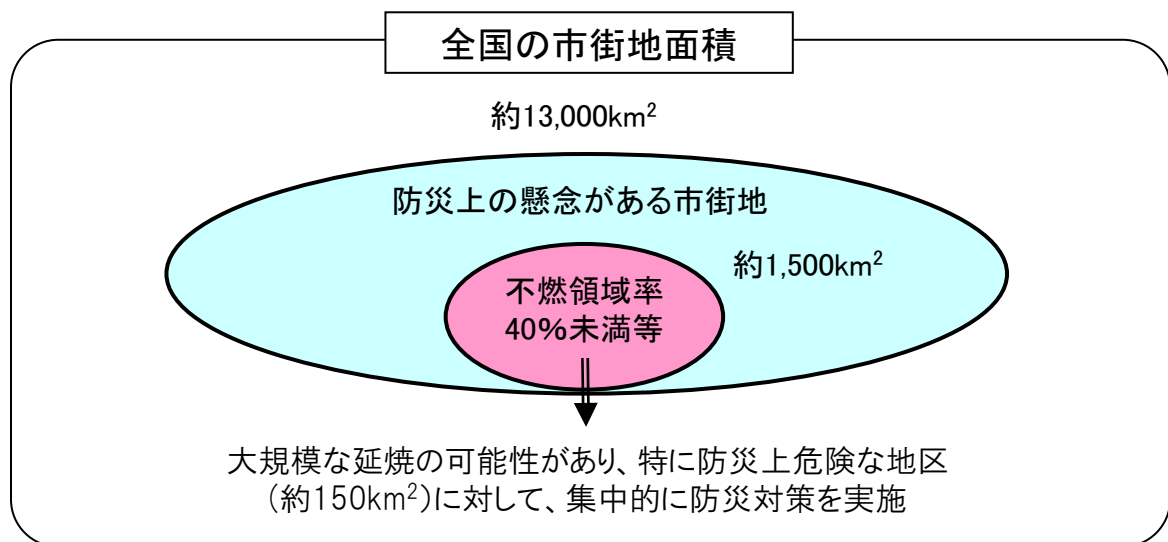 全国の市街地面積
約13,000km²
防災上の懸念がある市街地
約1,500km²
不燃領域率
40%未満等
大規模な延焼の可能性があり、特に防災上危険な地区
(約150km²)に対して、集中的に防災対策を実施